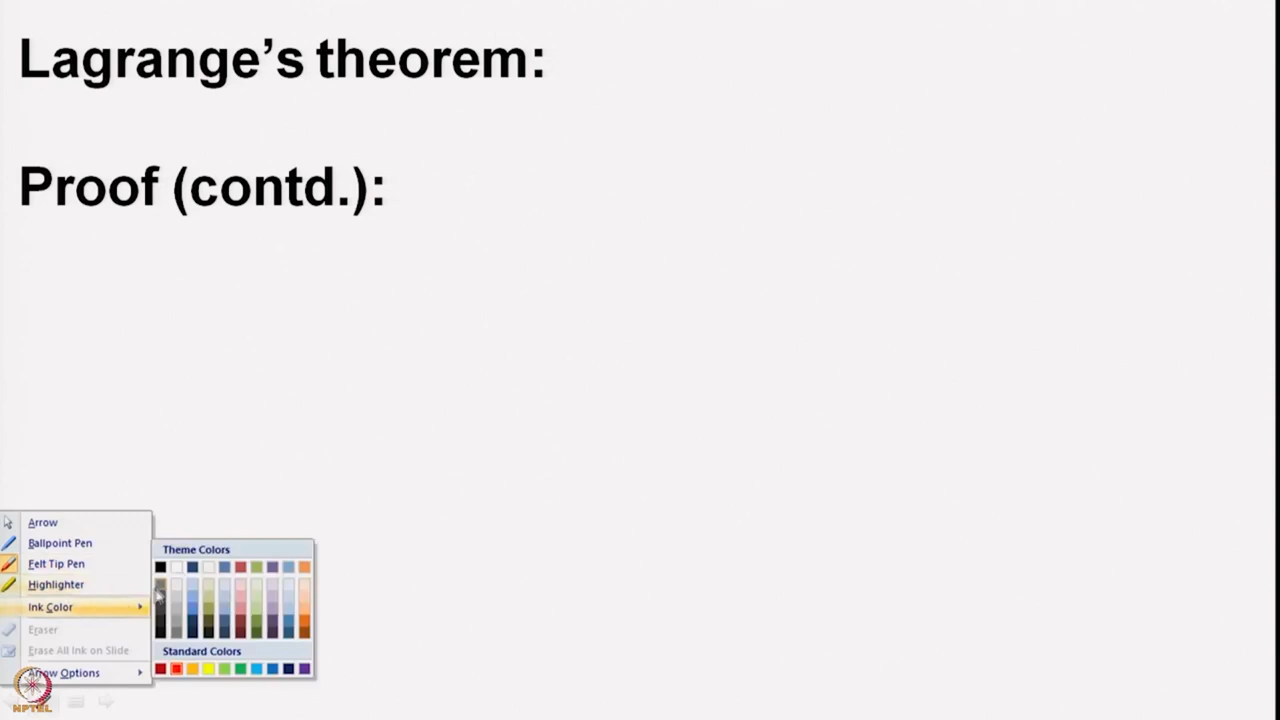 Lagrange’s theorem:
Proof (contd.):
Arrow
Ballpoint Pen
Felt Tip Pen
Highlighter
Ink Color
Eraser
Erase All Ink on Slide
Arrow Options
Theme Colors
Standard Colors
NPTEL